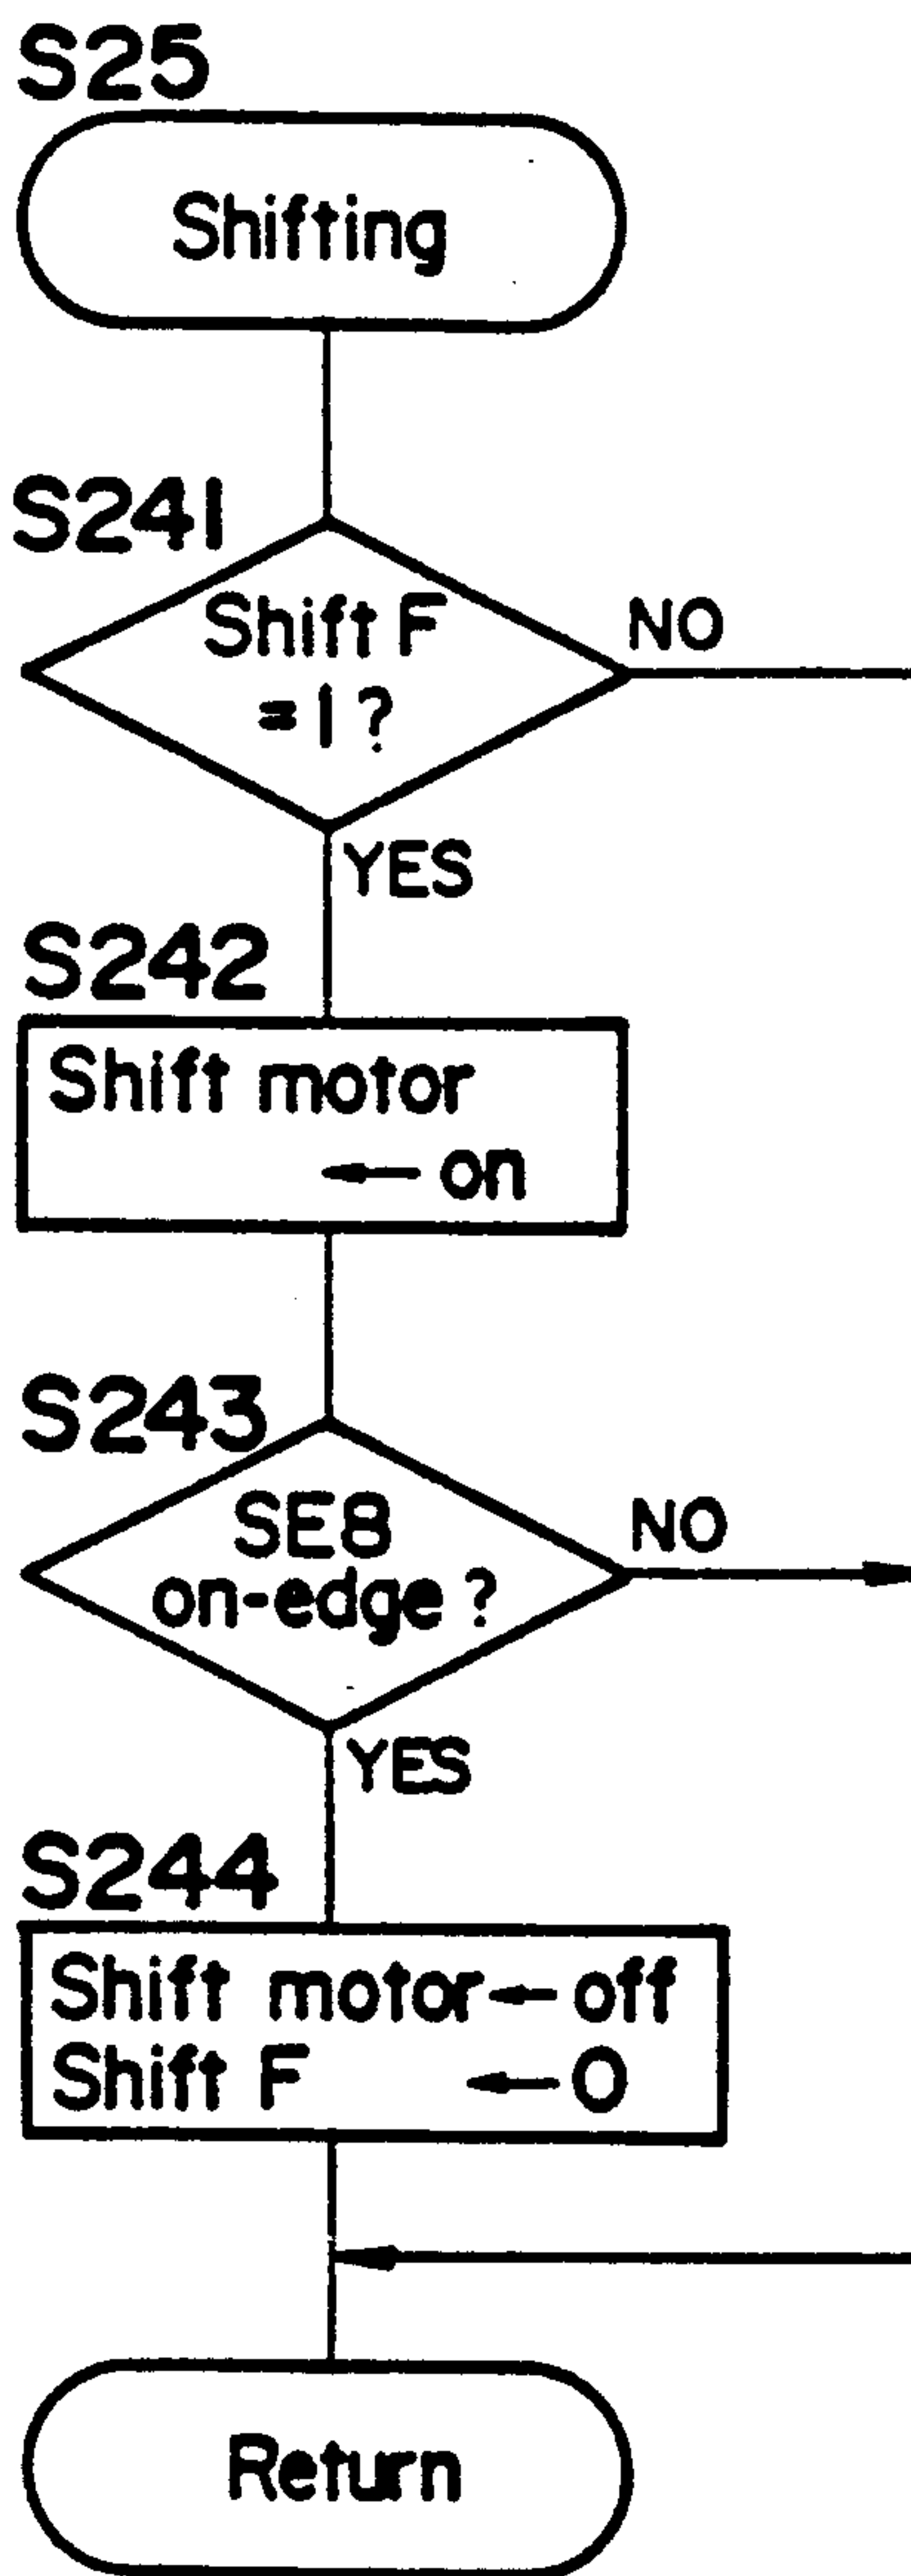 S25
Shifting
S241
Shift F
=1?
NO
YES
S242
Shift motor
← on
S243
SE8
on-edge?
NO
YES
S244
Shift motor ← off
Shift F ← 0
Return